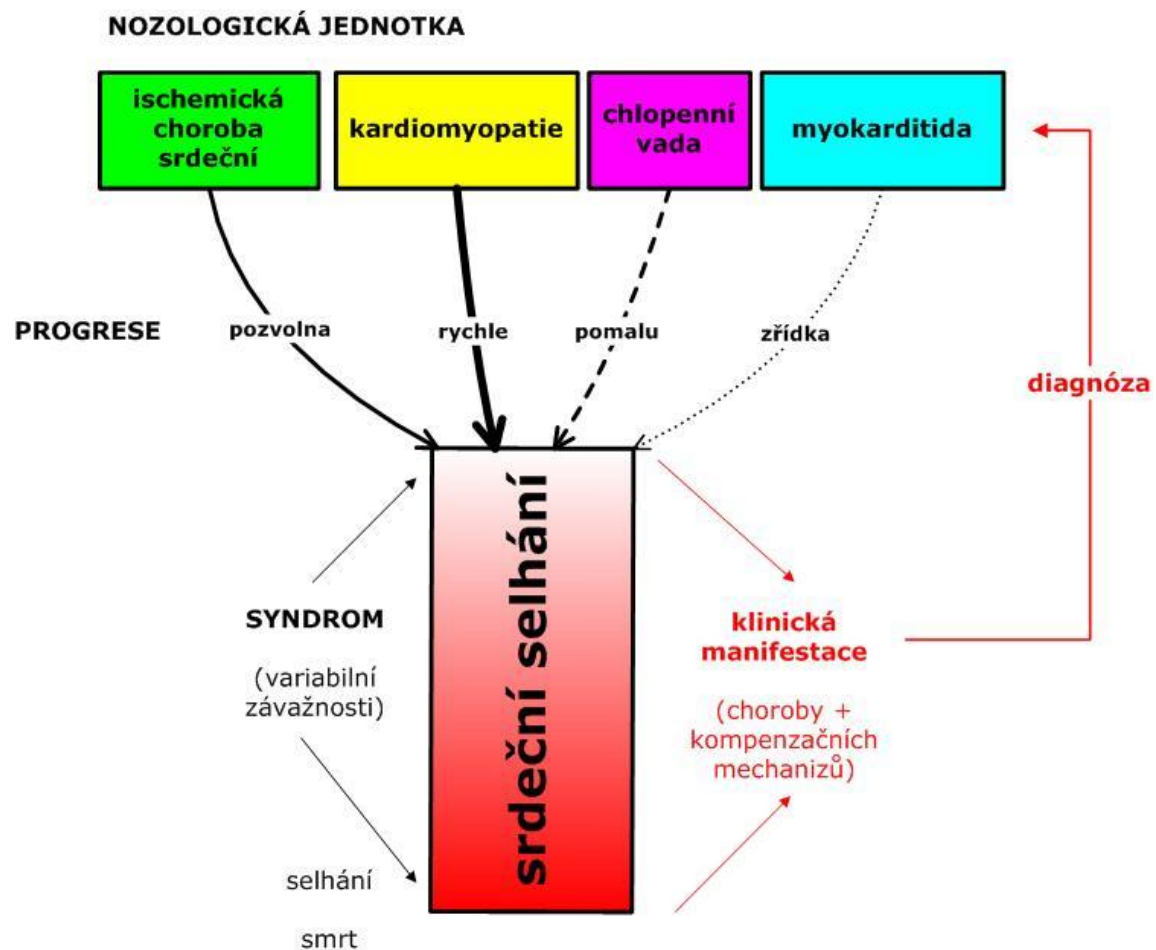 NOZOLOGICKÁ JEDNOTKA
ischemická
choroba
srdeční
kardiomyopatie
chlopenní
vada
myokarditida
PROGRESE
pozvolna
rychle
pomalu
zřídka
diagnóza
srdeční selhání
SYNDROM
(variabilní
závažnosti)
klinická
manifestace
(choroby +
kompenzačních
mechanizů)
selhání
smrt